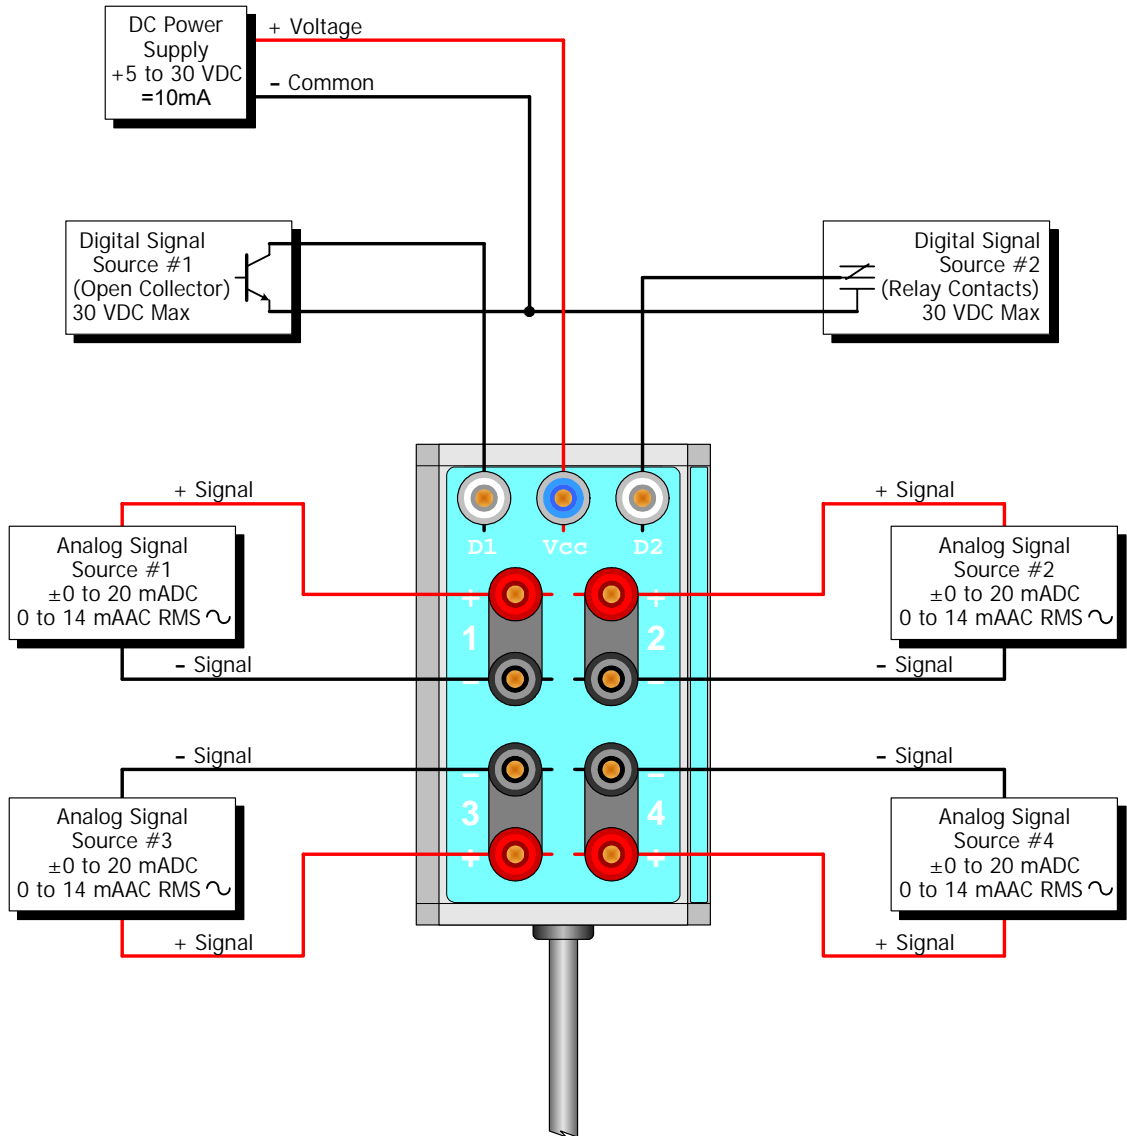 DC Power
Supply
+5 to 30 VDC
=10mA
+ Voltage
- Common
Digital Signal
Source #1
(Open Collector)
30 VDC Max
Digital Signal
Source #2
(Relay Contacts)
30 VDC Max
D1 Vcc D2
+ Signal
Analog Signal
Source #1
±0 to 20 mADC
0 to 14 mAAC RMS
- Signal
+ Signal
Analog Signal
Source #2
±0 to 20 mADC
0 to 14 mAAC RMS
- Signal
+ +
1 2
- -
- -
3 4
+ +
- Signal
Analog Signal
Source #3
±0 to 20 mADC
0 to 14 mAAC RMS
+ Signal
- Signal
Analog Signal
Source #4
±0 to 20 mADC
0 to 14 mAAC RMS
+ Signal